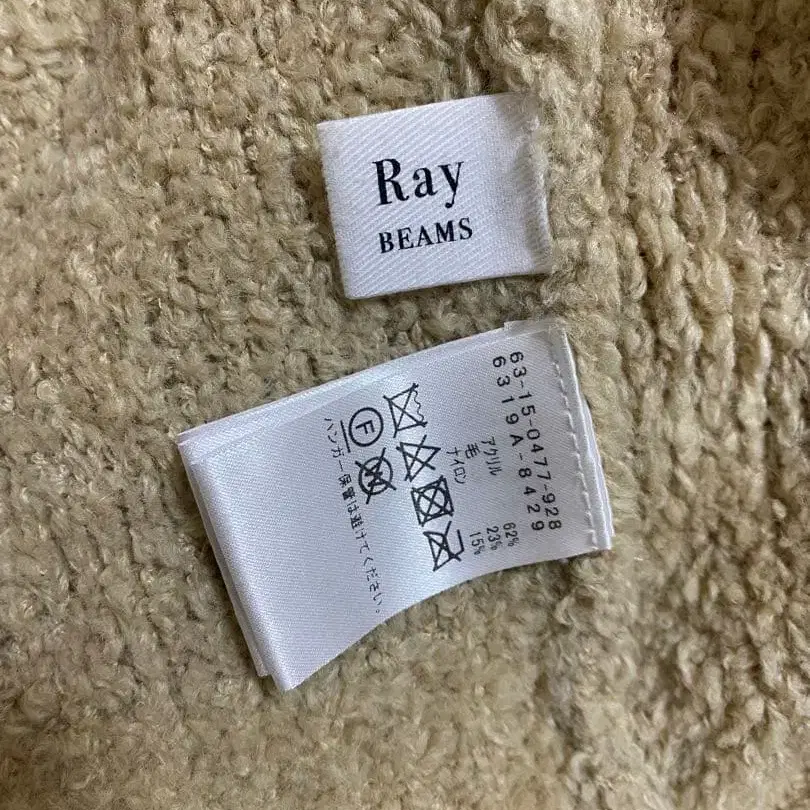 Ray
BEAMS
63-15-0477-928
6319A-8429
アクリル 62%
毛 23%
ナイロン 15%
F
ハンガー保管は避けてください。